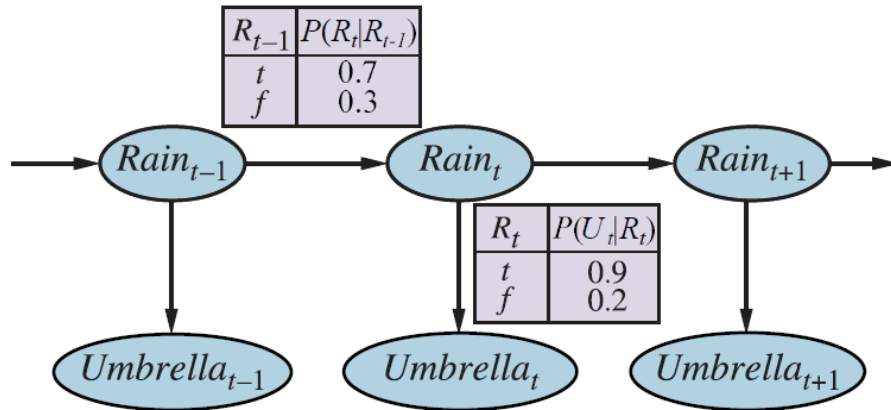 R_{t-1} P(R_t|R_{t-1})
t 0.7
f 0.3
Rain_{t-1} Rain_t Rain_{t+1}
R_t P(U_t|R_t)
t 0.9
f 0.2
Umbrella_{t-1} Umbrella_t Umbrella_{t+1}